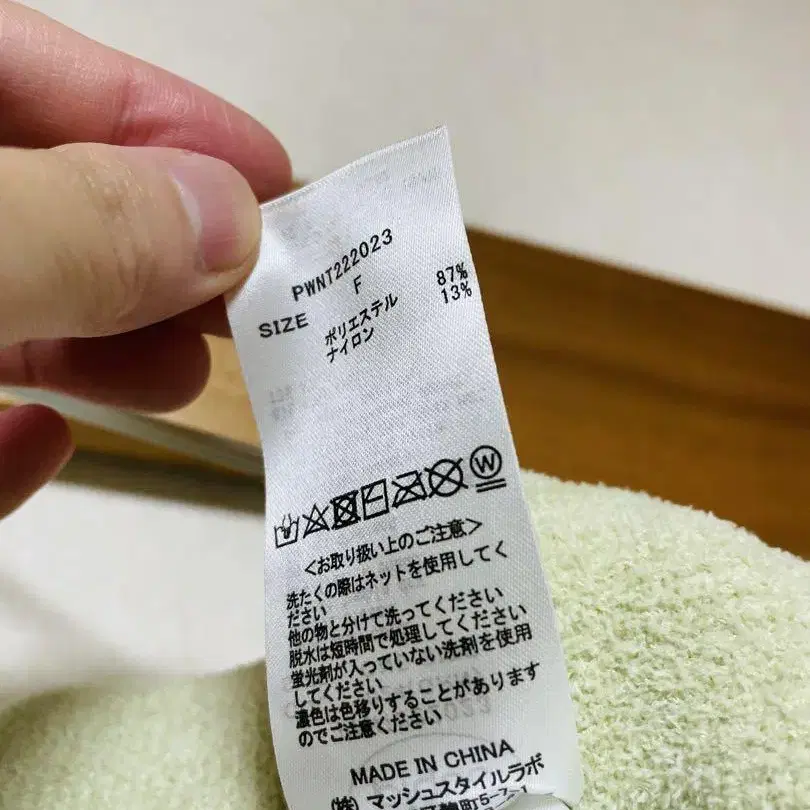 PWNT222023
SIZE F
ポリエステル 87%
ナイロン 13%
W
<お取り扱い上のご注意>
洗たくの際はネットを使用してく
ださい
他の物と分けて洗ってください
脱水は短時間で処理してください
蛍光剤が入っていない洗剤を使用
してください
濃色は色移りすることがあります
のでご注意ください
MADE IN CHINA
(株)マッシュスタイルラボ
麹町5-7-1